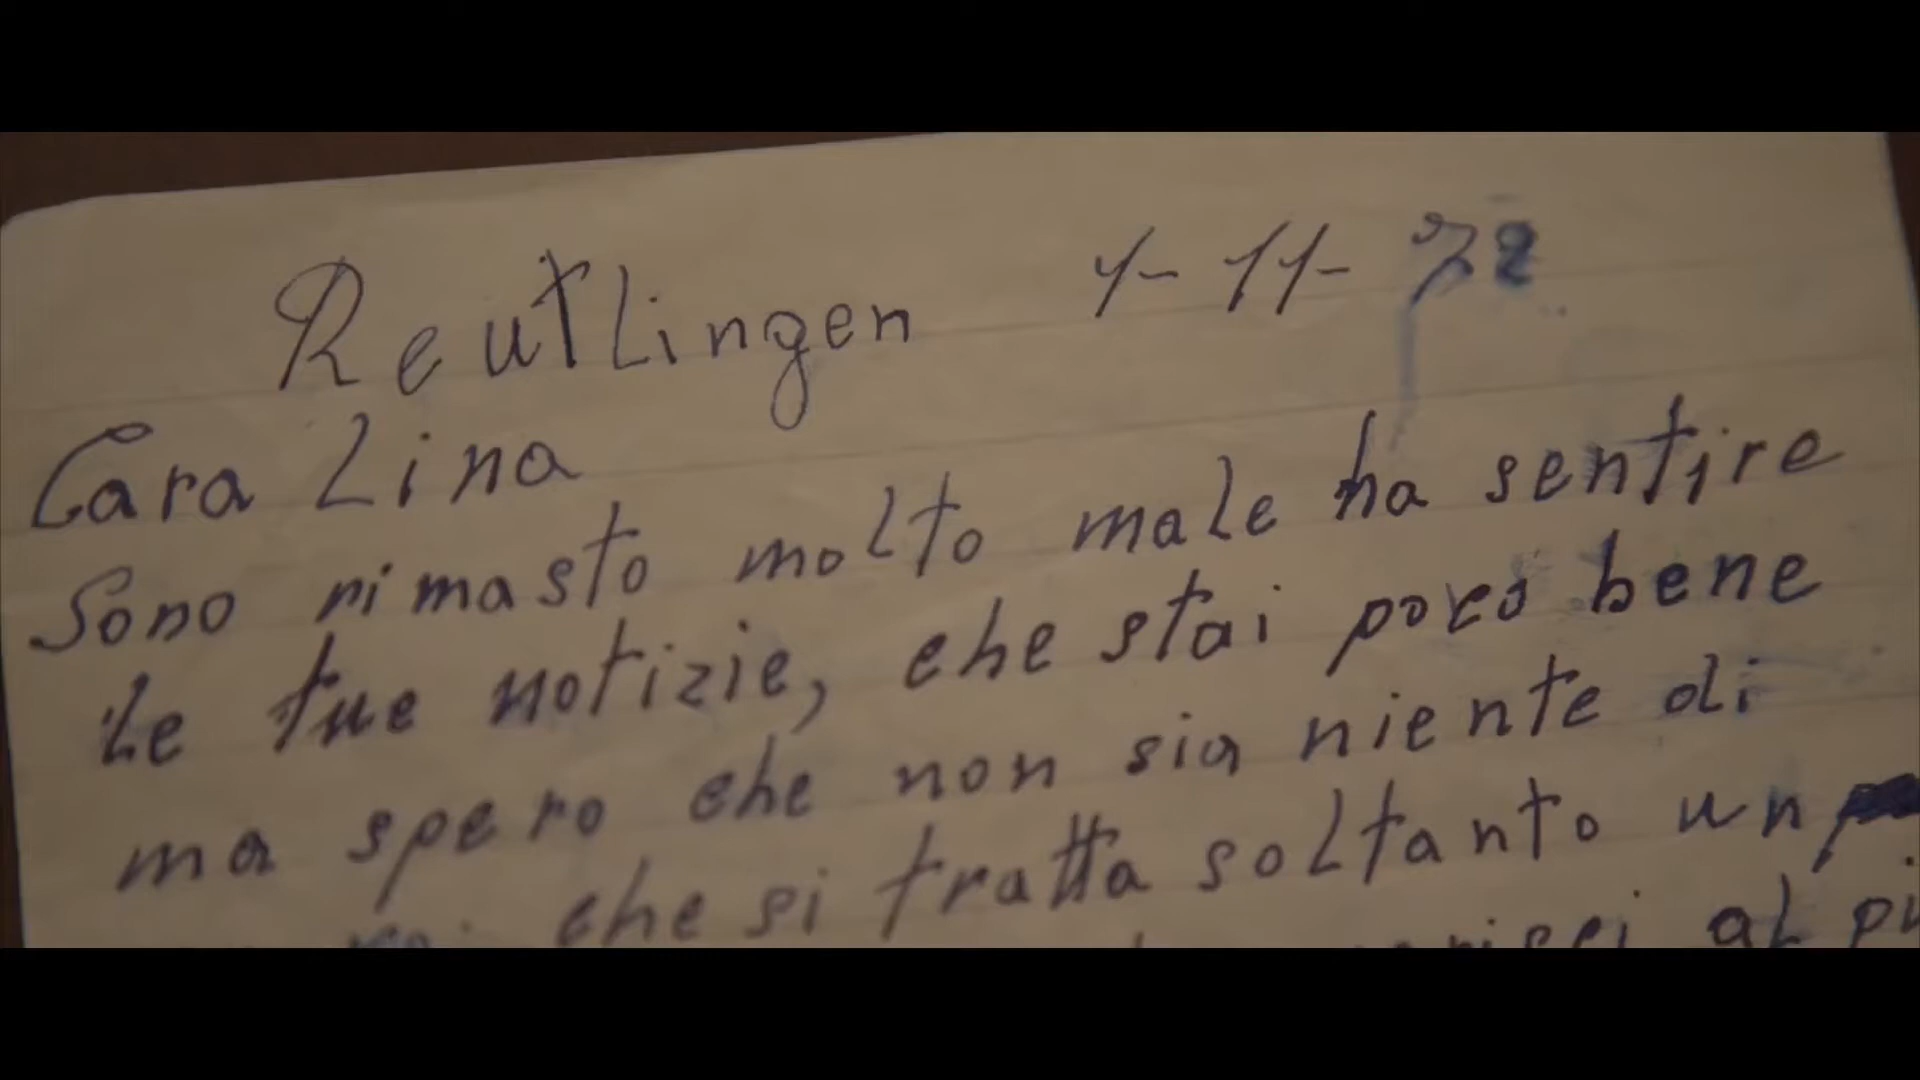 Reutlingen 1-11-72
Cara Lina
Sono rimasto molto male ha sentire
le tue notizie, che stai poco bene
ma spero che non sia niente di
che si tratta soltanto un
al